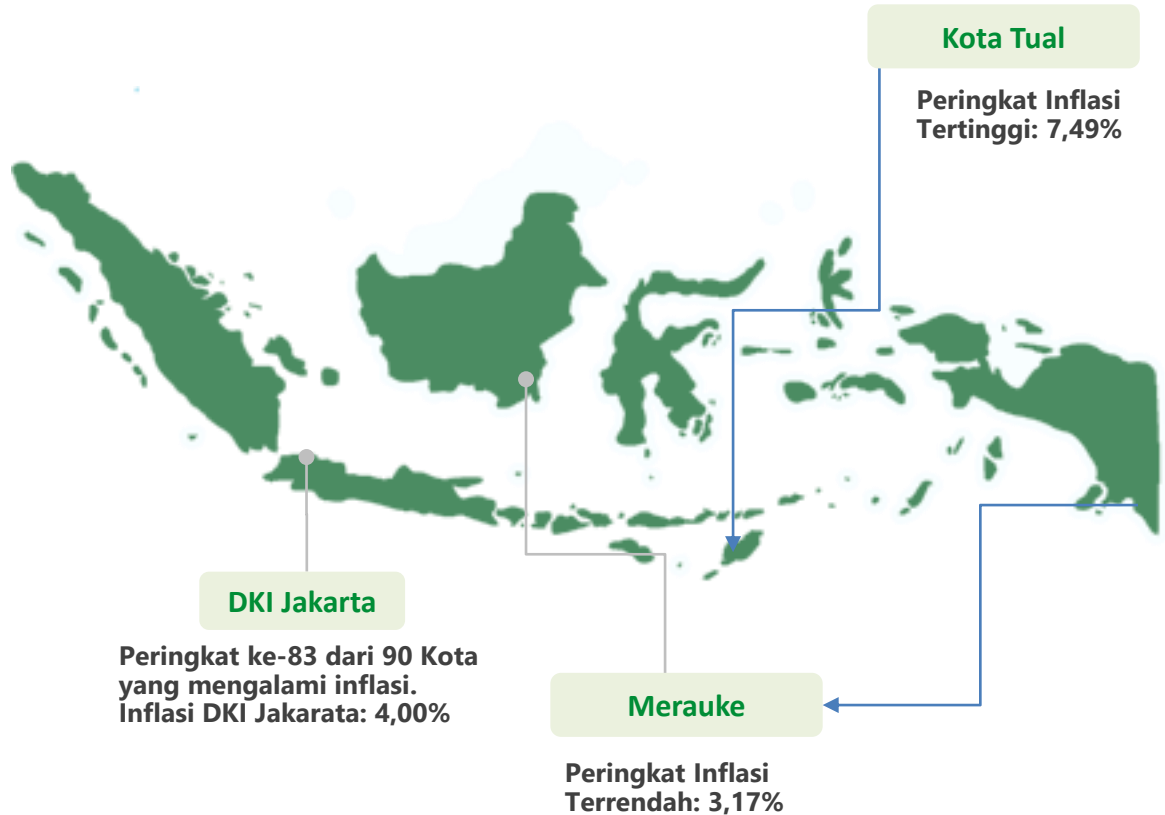 Kota Tual
Peringkat Inflasi
Tertinggi: 7,49%
DKI Jakarta
Peringkat ke-83 dari 90 Kota
yang mengalami inflasi.
Inflasi DKI Jakarata: 4,00%
Merauke
Peringkat Inflasi
Terrendah: 3,17%